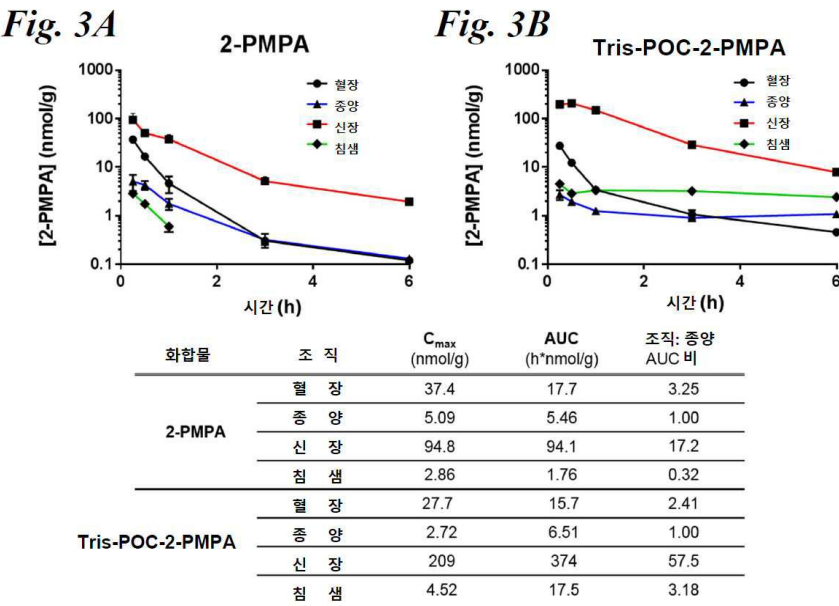 Fig. 3A
2-PMPA
1000
100
10
1
0.1
[2-PMPA] (nmol/g)
혈장
종양
신장
침샘
0 2 4 6
시간 (h)
Fig. 3B
Tris-POC-2-PMPA
1000
100
10
1
0.1
[2-PMPA] (nmol/g)
혈장
종양
신장
침샘
0 2 4 6
시간 (h)
화합물 조 직 Cmax (nmol/g) AUC (h*nmol/g) 조직: 종양 AUC 비
2-PMPA
혈 장 37.4 17.7 3.25
종 양 5.09 5.46 1.00
신 장 94.8 94.1 17.2
침 샘 2.86 1.76 0.32
Tris-POC-2-PMPA
혈 장 27.7 15.7 2.41
종 양 2.72 6.51 1.00
신 장 209 374 57.5
침 샘 4.52 17.5 3.18